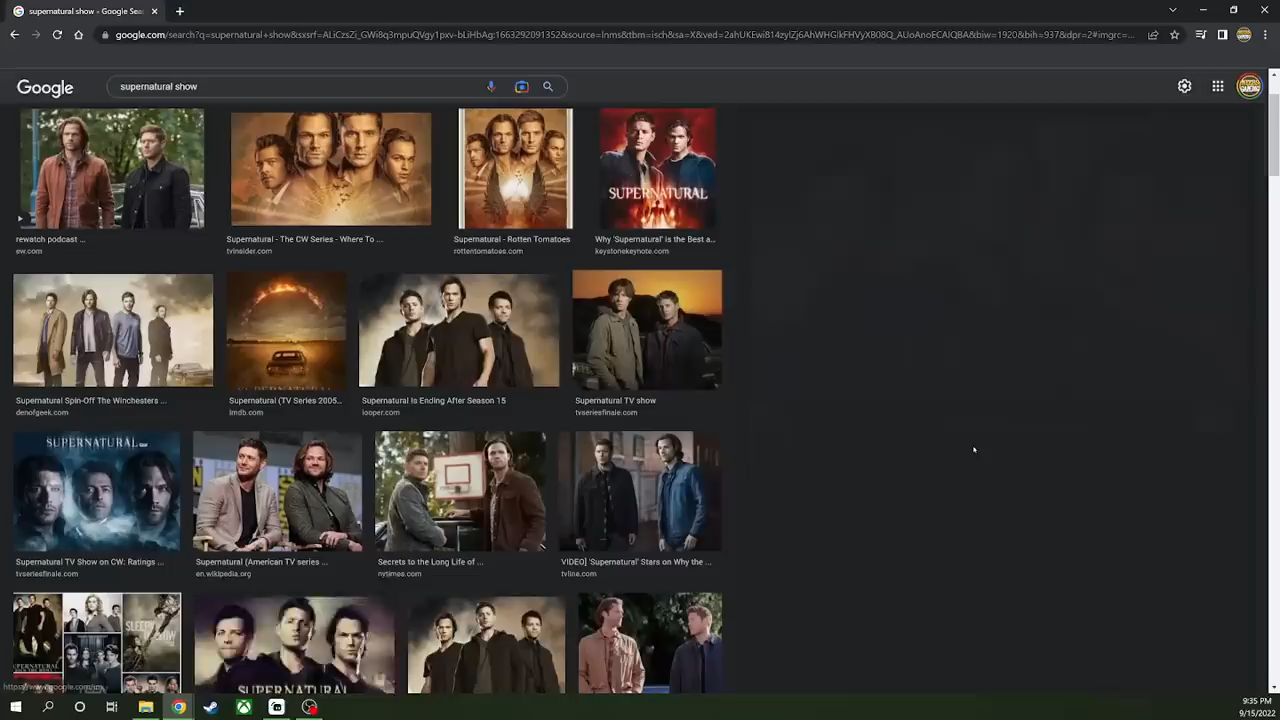 supernatural show - Google Sea
google.com/search?q=supernatural+show&sxsrf=ALiCzsZi_GWi8q3mpuQVgy1pxv-bLiHbAg:1663292091352&source=lnms&tbm=isch&sa=X&ved=2ahUKEwi814zylZj6AhWHGlkFHVyXB08Q_AUoAnoECAIQBA&biw=1920&bih=937&dpr=2#imgrc=...
Google
supernatural show
SUPERNATURAL
rewatch podcast ...
ew.com
Supernatural - The CW Series - Where To ...
tvinsider.com
Supernatural - Rotten Tomatoes
rottentomatoes.com
Why 'Supernatural' is the Best a...
keystonekeynote.com
Supernatural Spin-Off The Winchesters ...
denofgeek.com
Supernatural (TV Series 2005...
imdb.com
Supernatural Is Ending After Season 15
looper.com
Supernatural TV show
tvseriesfinale.com
SUPERNATURAL
Supernatural TV Show on CW: Ratings ...
tvseriesfinale.com
Supernatural (American TV series ...
en.wikipedia.org
Secrets to the Long Life of ...
nytimes.com
VIDEO] 'Supernatural' Stars on Why the ...
tvline.com
SUPERNATURAL
SLEEPY
HOLLOW
SUPERNATURAL
9:35 PM
9/15/2022